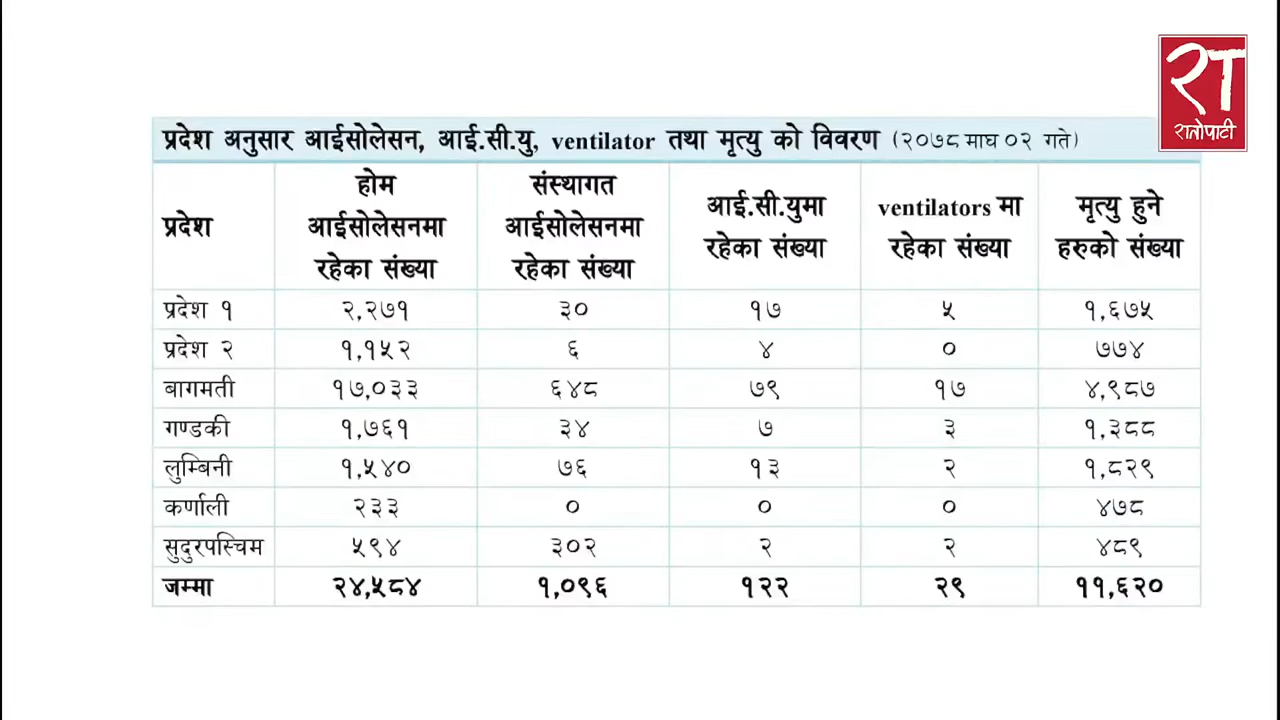 रा
रातोपाटी
प्रदेश अनुसार आईसोलेसन, आई.सी.यु, ventilator तथा मृत्यु को विवरण (२०७८ माघ ०२ गते)
प्रदेश होम आईसोलेसनमा रहेका संख्या संस्थागत आईसोलेसनमा रहेका संख्या आई.सी.युमा रहेका संख्या ventilators मा रहेका संख्या मृत्यु हुने हरुको संख्या
प्रदेश १ २,२७१ ३० १७ ५ १,६७५
प्रदेश २ १,१५२ ६ ४ ० ७७४
बागमती १७,०३३ ६४८ ७९ १७ ४,९८७
गण्डकी १,७६१ ३४ ७ ३ १,३८८
लुम्बिनी १,५४० ७६ १३ २ १,८२९
कर्णाली २३३ ० ० ० ४७८
सुदुरपस्चिम ५९४ ३०२ २ २ ४८९
जम्मा २४,५८४ १,०९६ १२२ २९ ११,६२०